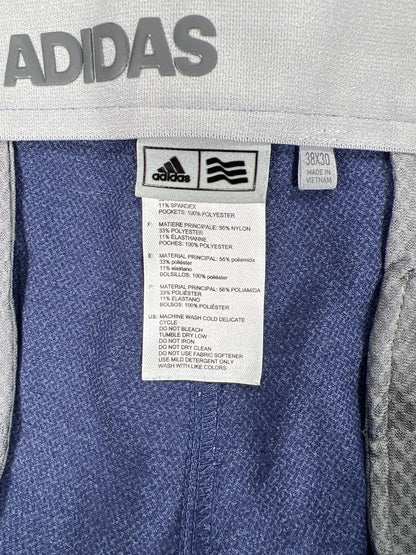 ADIDAS
adidas
38X30
MADE IN
VIETNAM
11% SPANDEX
POCKETS: 100% POLYESTER
F: MATIERE PRINCIPALE: 56% NYLON
33% POLYESTER
11% ÉLASTHANNE
POCHES: 100% POLYESTER
E: MATERIAL PRINCIPAL: 56% poliamida
33% poliéster
11% elastano
BOLSILLOS: 100% POLIÉSTER
P: MATERIAL PRINCIPAL: 56% POLIAMIDA
33% POLIÉSTER
11% ELASTANO
BOLSOS: 100% POLIÉSTER
US: MACHINE WASH COLD DELICATE
CYCLE
DO NOT BLEACH
TUMBLE DRY LOW
DO NOT IRON
DO NOT DRY CLEAN
DO NOT USE FABRIC SOFTENER
USE MILD DETERGENT ONLY
WASH WITH LIKE COLORS